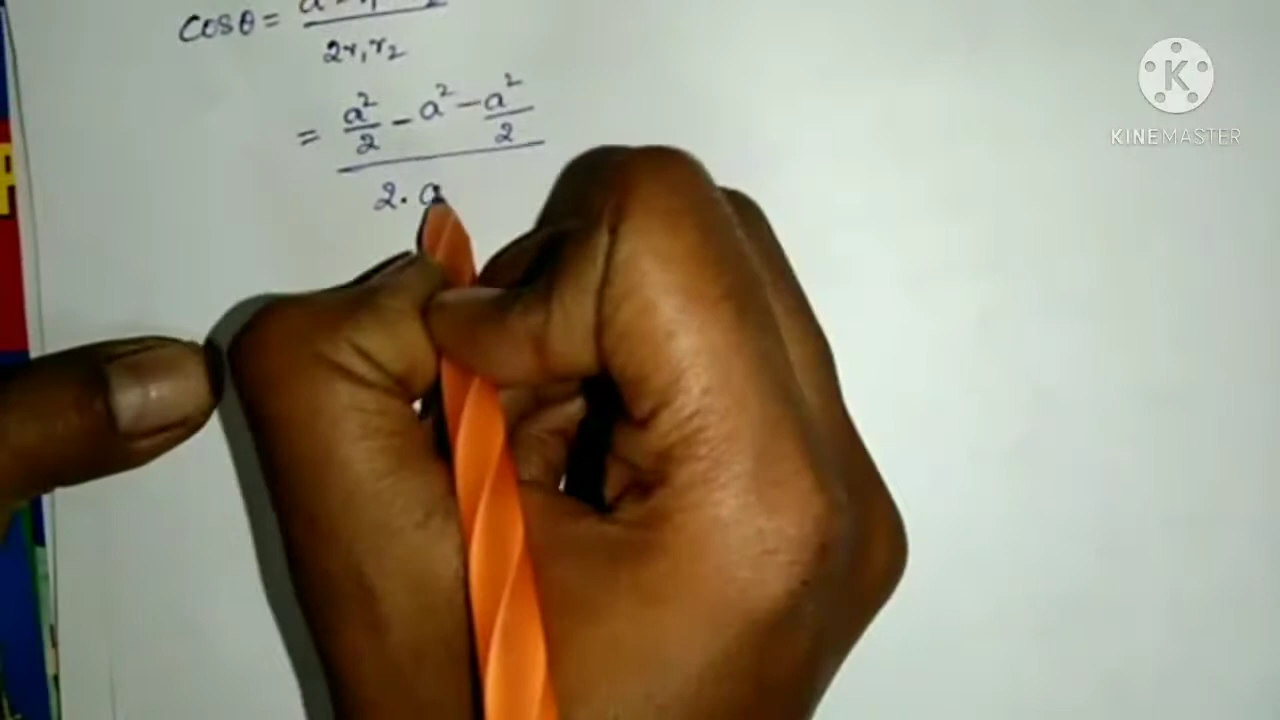 cosθ =
2r₁r₂
= a²/2 - a² - a²/2
2. a
KINEMASTER